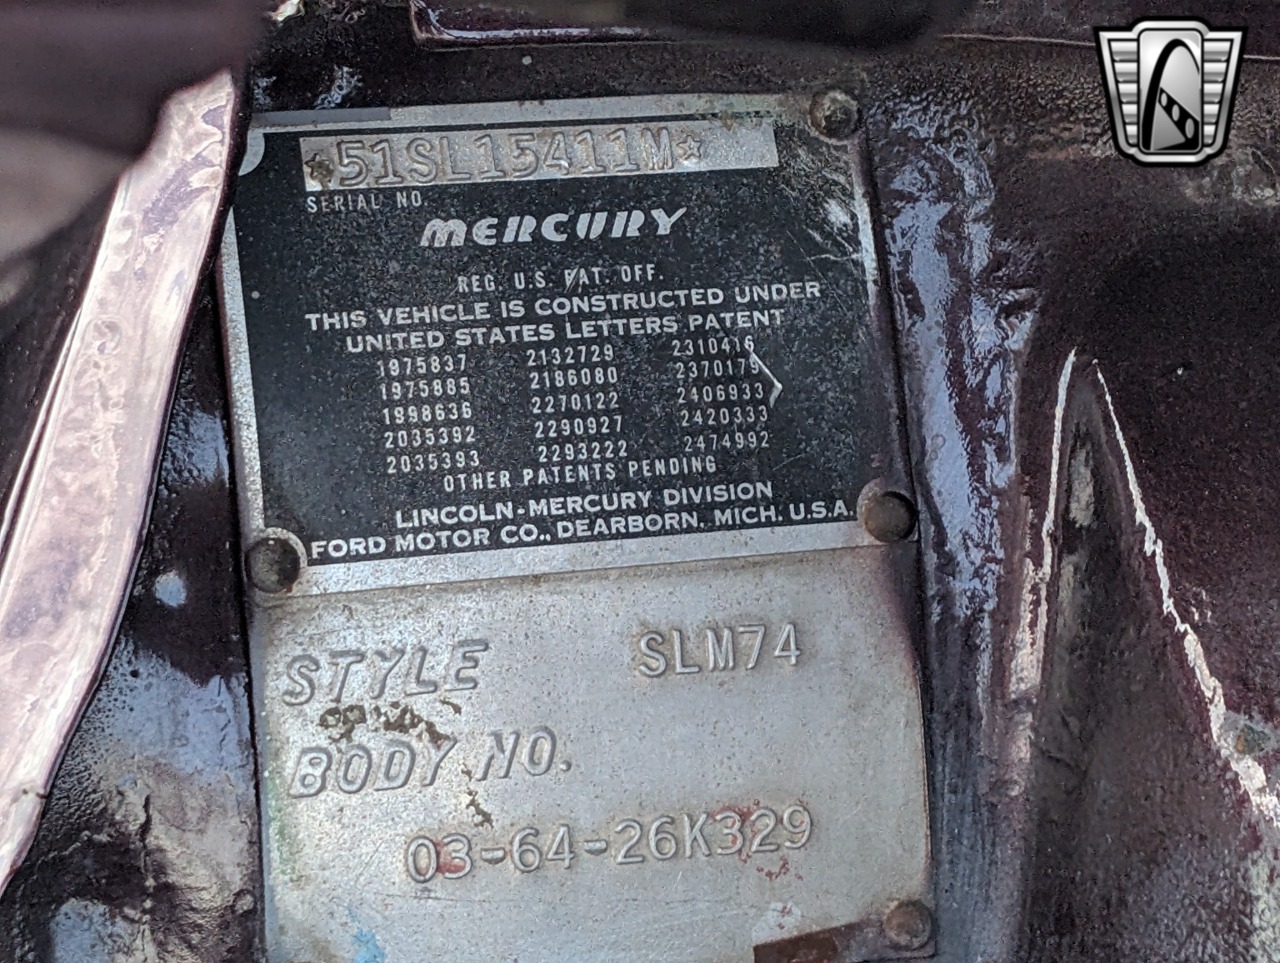 *51SL15411M*
SERIAL NO.
MERCURY
REG. U.S. PAT. OFF.
THIS VEHICLE IS CONSTRUCTED UNDER
UNITED STATES LETTERS PATENT
1975837 2132729 2310416
1975885 2186080 2370179
1998636 2270122 2406933
2035392 2290927 2420333
2035393 2293222 2474992
OTHER PATENTS PENDING
LINCOLN-MERCURY DIVISION
FORD MOTOR CO., DEARBORN, MICH. U.S.A.
STYLE SLM74
BODY NO.
03-64-26K329